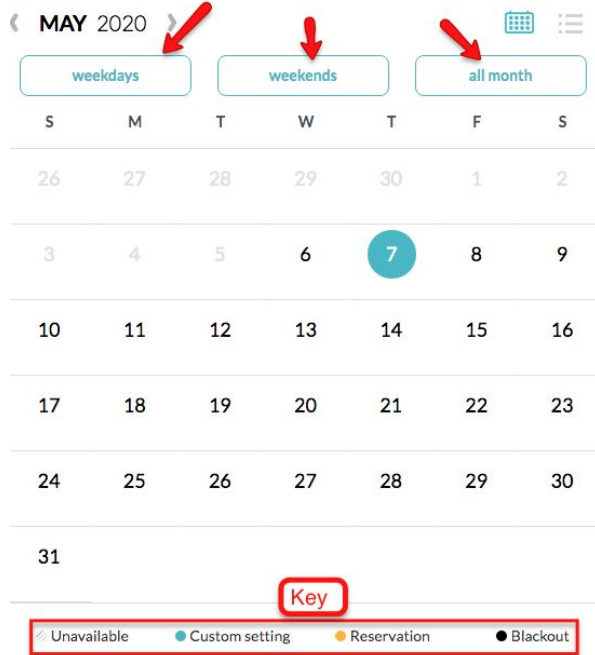 MAY 2020
weekdays weekends all month
S M T W T F S
26 27 28 29 30 1 2
3 4 5 6 7 8 9
10 11 12 13 14 15 16
17 18 19 20 21 22 23
24 25 26 27 28 29 30
31
Key
Unavailable Custom setting Reservation Blackout